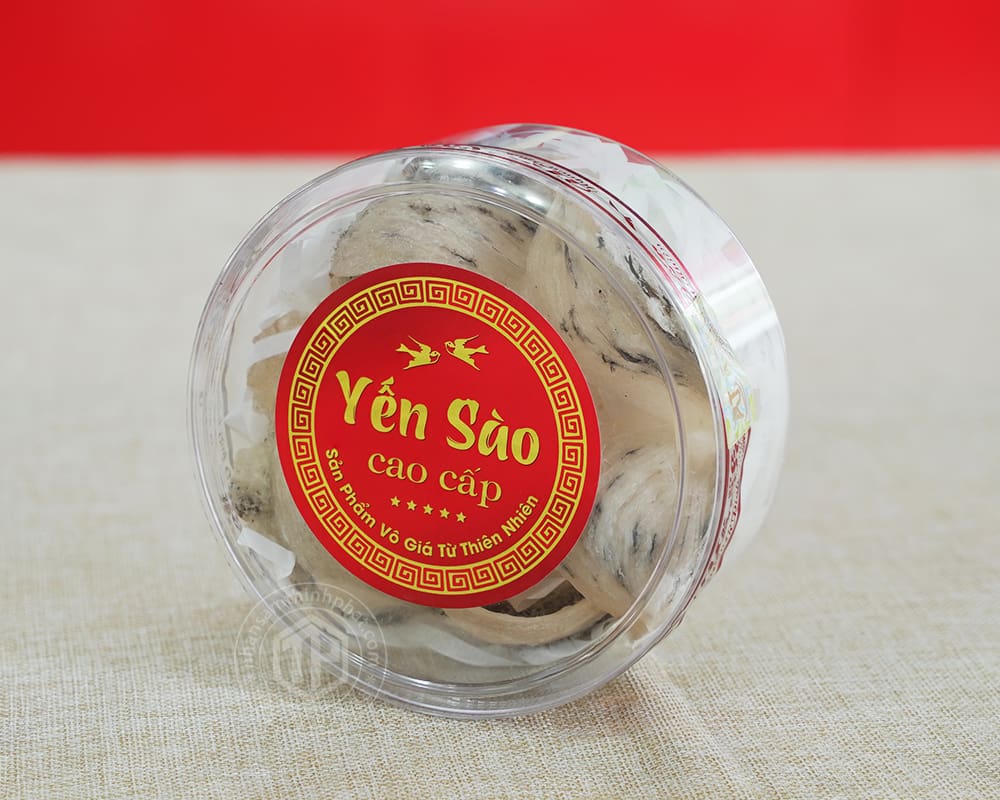 Yến Sào
cao cấp
Sản Phẩm Vô Giá Từ Thiên Nhiên